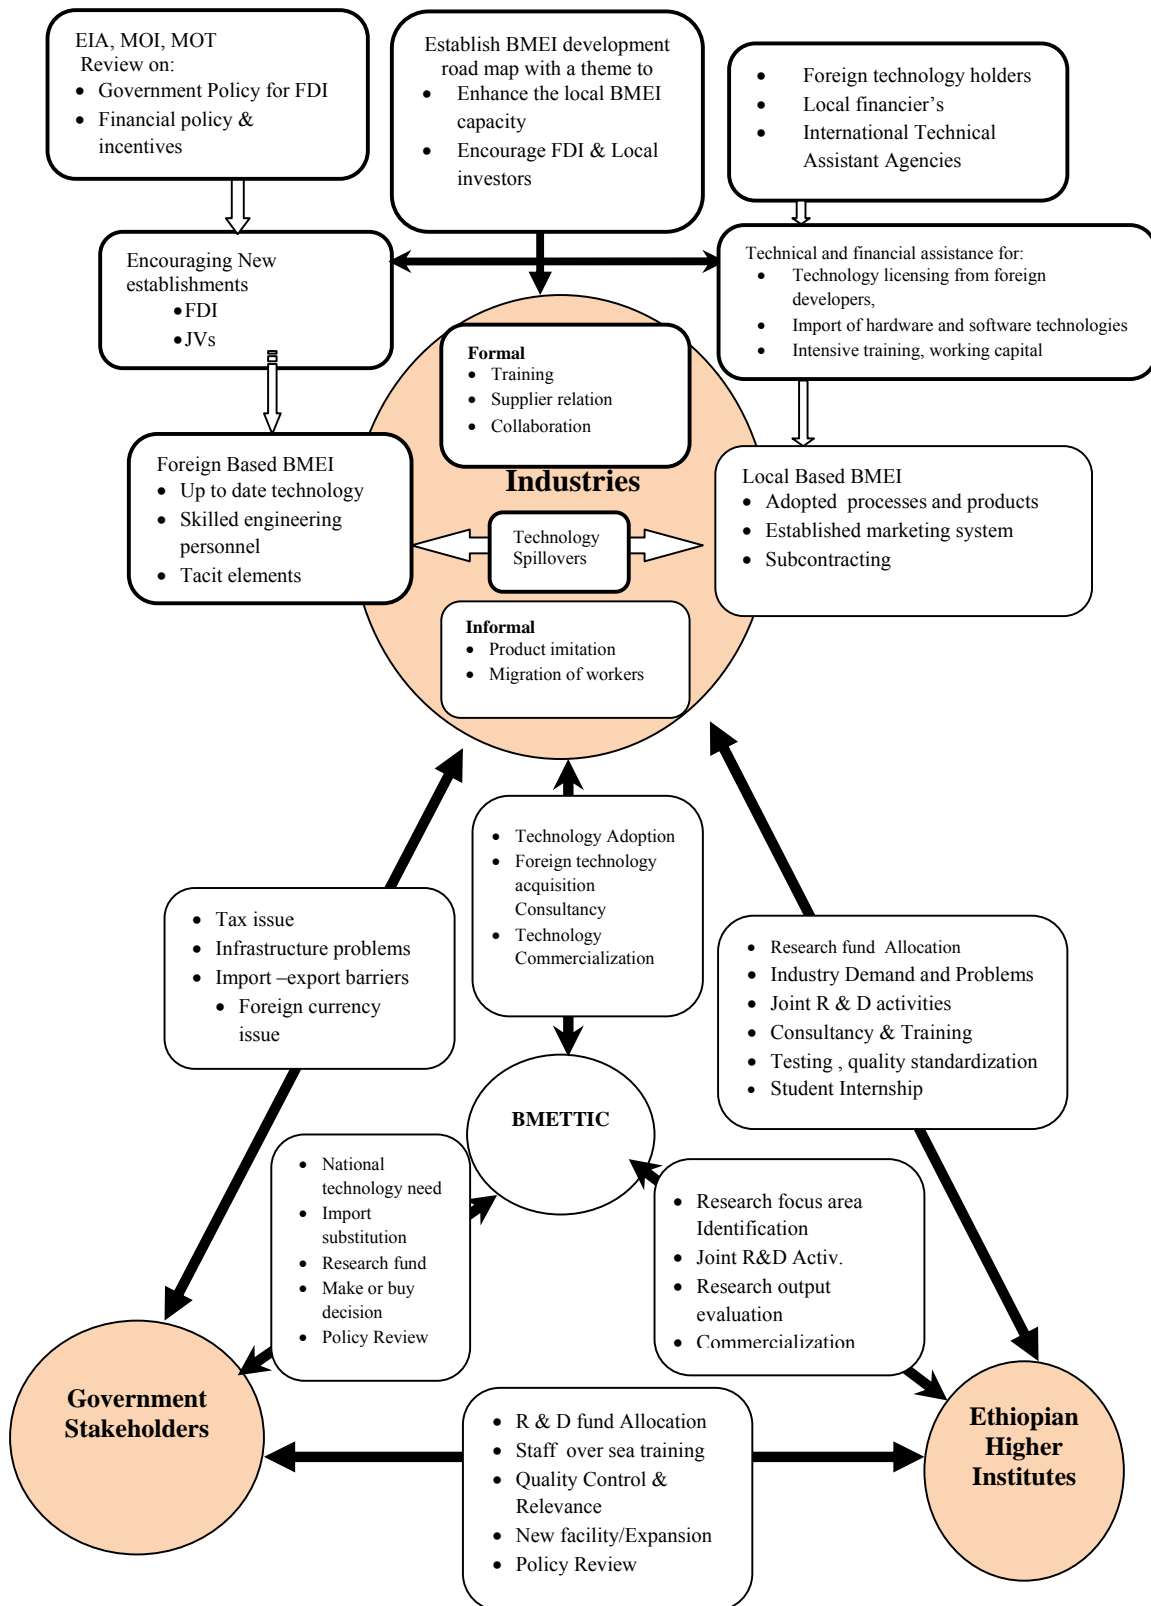 EIA, MOI, MOT
Review on:
• Government Policy for FDI
• Financial policy &
incentives
Establish BMEI development
road map with a theme to
• Enhance the local BMEI
capacity
• Encourage FDI & Local
investors
• Foreign technology holders
• Local financier’s
• International Technical
Assistant Agencies
Encouraging New
establishments
•FDI
•JVs
Technical and financial assistance for:
• Technology licensing from foreign
developers,
• Import of hardware and software technologies
• Intensive training, working capital
Formal
• Training
• Supplier relation
• Collaboration
Industries
Foreign Based BMEI
• Up to date technology
• Skilled engineering
personnel
• Tacit elements
Technology
Spillovers
Local Based BMEI
• Adopted processes and products
• Established marketing system
• Subcontracting
Informal
• Product imitation
• Migration of workers
• Tax issue
• Infrastructure problems
• Import –export barriers
• Foreign currency
issue
• Technology Adoption
• Foreign technology
acquisition
Consultancy
• Technology
Commercialization
• Research fund Allocation
• Industry Demand and Problems
• Joint R & D activities
• Consultancy & Training
• Testing , quality standardization
• Student Internship
BMETTIC
• National
technology need
• Import
substitution
• Research fund
• Make or buy
decision
• Policy Review
• Research focus area
Identification
• Joint R&D Activ.
• Research output
evaluation
• Commercialization
Government
Stakeholders
• R & D fund Allocation
• Staff over sea training
• Quality Control &
Relevance
• New facility/Expansion
• Policy Review
Ethiopian
Higher
Institutes